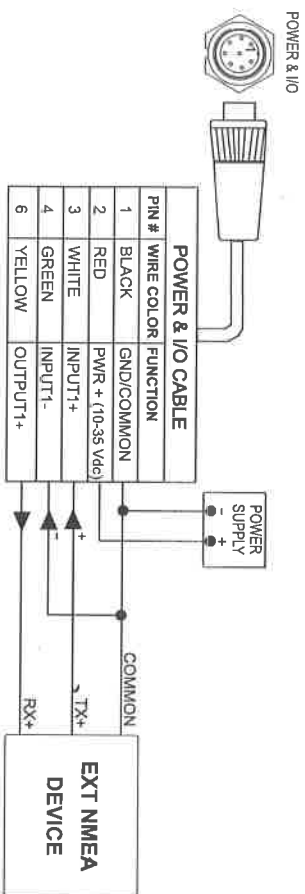 POWER & I/O
POWER & I/O CABLE
PIN # WIRE COLOR FUNCTION
1 BLACK GND/COMMON
2 RED PWR + (10-35 Vdc)
3 WHITE INPUT1+
4 GREEN INPUT1-
6 YELLOW OUTPUT1+
POWER
SUPPLY
- +
COMMON
+ TX+
-
RX+
EXT NMEA
DEVICE